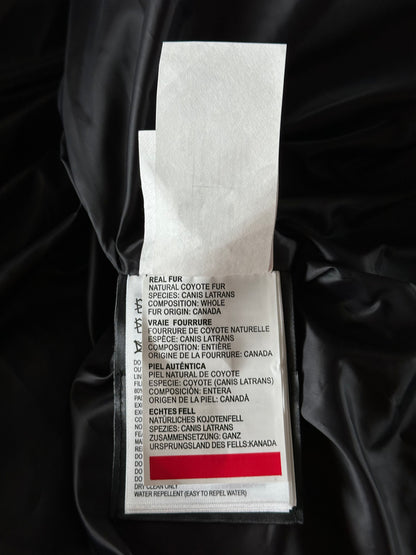 REAL FUR
NATURAL COYOTE FUR
SPECIES: CANIS LATRANS
COMPOSITION: WHOLE
FUR ORIGIN: CANADA
VRAIE FOURRURE
FOURRURE DE COYOTE NATURELLE
ESPÈCE: CANIS LATRANS
COMPOSITION: ENTIÈRE
ORIGINE DE LA FOURRURE: CANADA
PIEL AUTÉNTICA
PIEL NATURAL DE COYOTE
ESPECIE: COYOTE (CANIS LATRANS)
COMPOSICIÓN: ENTERA
ORIGEN DE LA PIEL: CANADÁ
ECHTES FELL
NATÜRLICHES KOJOTENFELL
SPEZIES: CANIS LATRANS
ZUSAMMENSETZUNG: GANZ
URSPRUNGSLAND DES FELLS:KANADA
DRY CLEAN ONLY
WATER REPELLENT (EASY TO REPEL WATER)